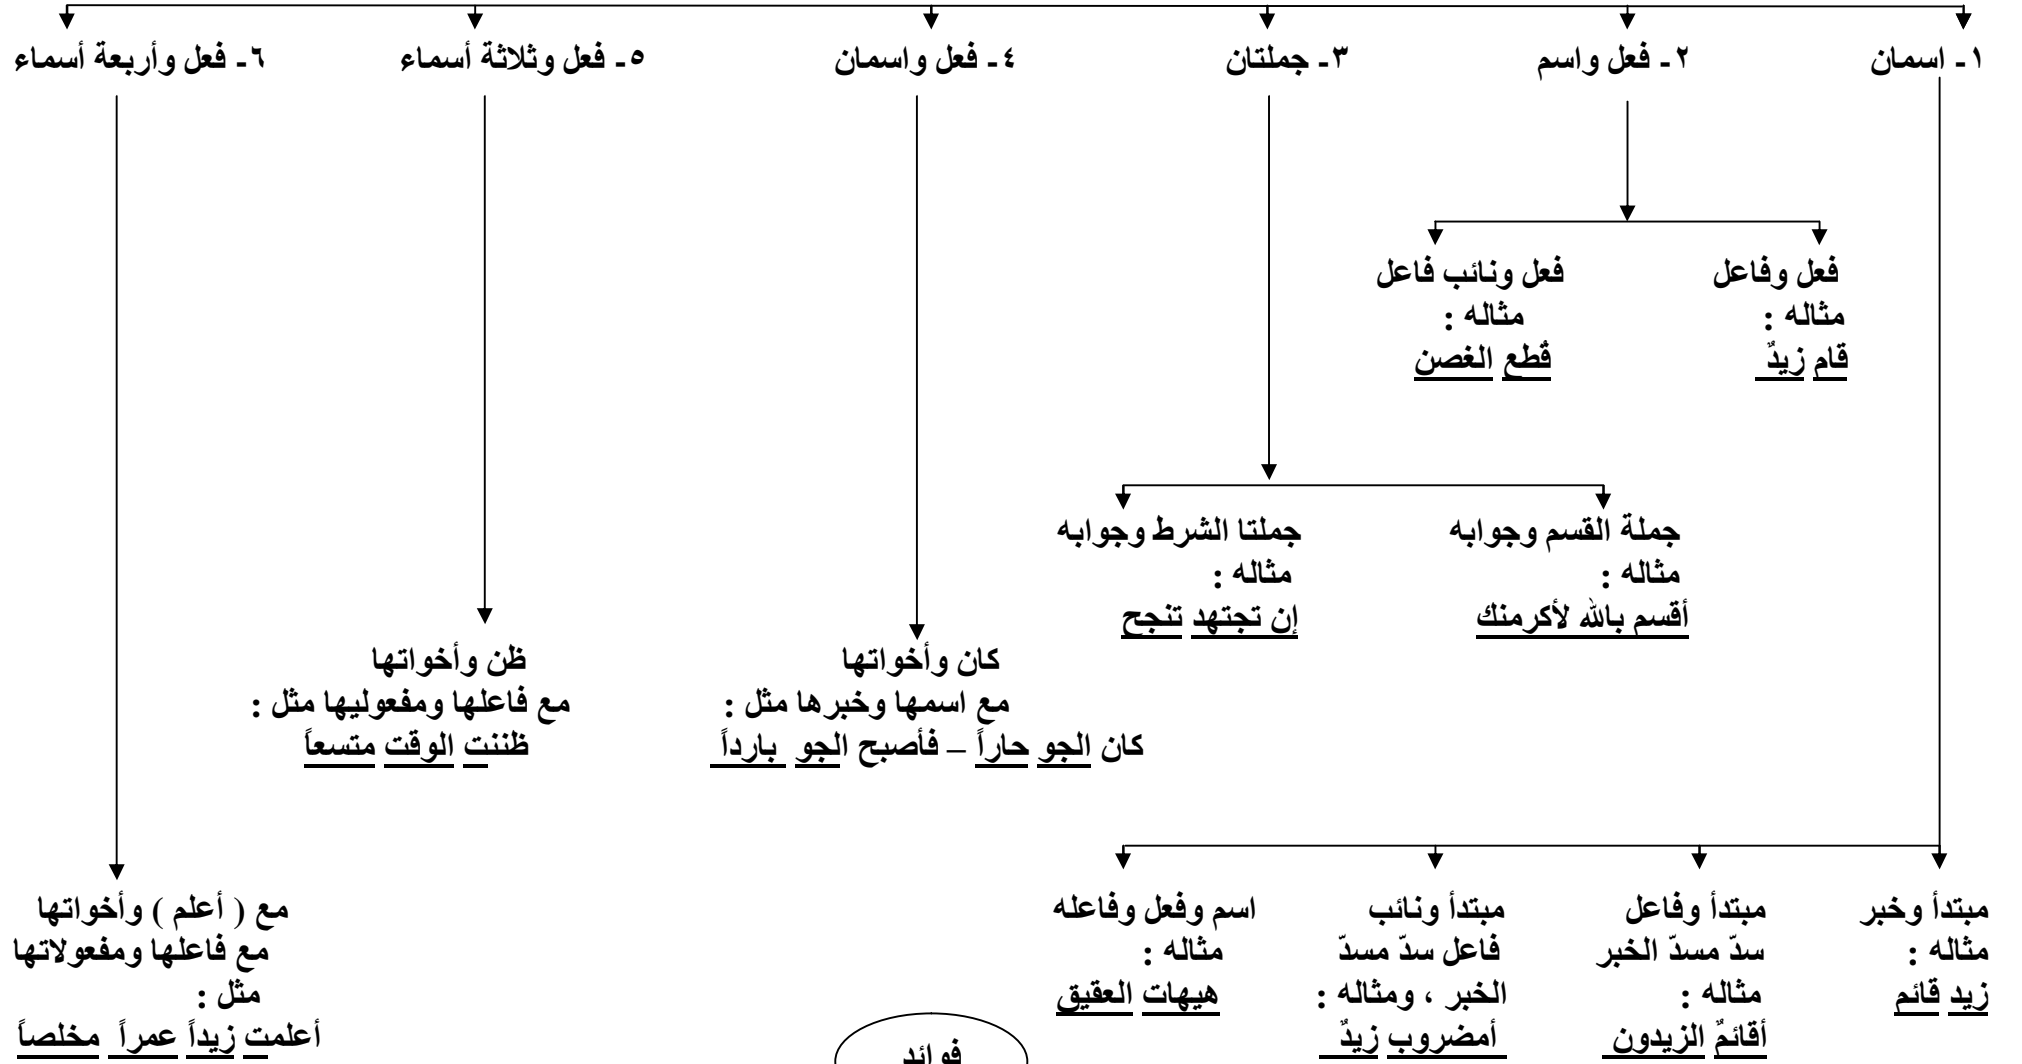 ١- اسمان
٢- فعل واسم
٣- جملتان
٤- فعل واسمان
٥- فعل وثلاثة أسماء
٦- فعل وأربعة أسماء
فعل وفاعل
مثاله :
قام زيدٌ
فعل ونائب فاعل
مثاله :
قُطع الغصن
جملة القسم وجوابه
مثاله :
أقسم بالله لأكرمنك
جملتا الشرط وجوابه
مثاله :
إن تجتهد تنجح
كان وأخواتها
مع اسمها وخبرها مثل :
كان الجو حاراً – فأصبح الجو بارداً
ظن وأخواتها
مع فاعلها ومفعوليها مثل :
ظننت الوقت متسعاً
مبتدأ وخبر
مثاله :
زيد قائم
مبتدأ وفاعل
سدّ مسدّ الخبر
مثاله :
أقائمٌ الزيدون
مبتدأ ونائب
فاعل سدّ مسدّ
الخبر ، ومثاله :
أمضروب زيدٌ
اسم وفعل وفاعله
مثاله :
هيهات العقيق
مع ( أعلم ) وأخواتها
مع فاعلها ومفعولاتها
مثل :
أعلمت زيداً عمراً مخلصاً
فوائد